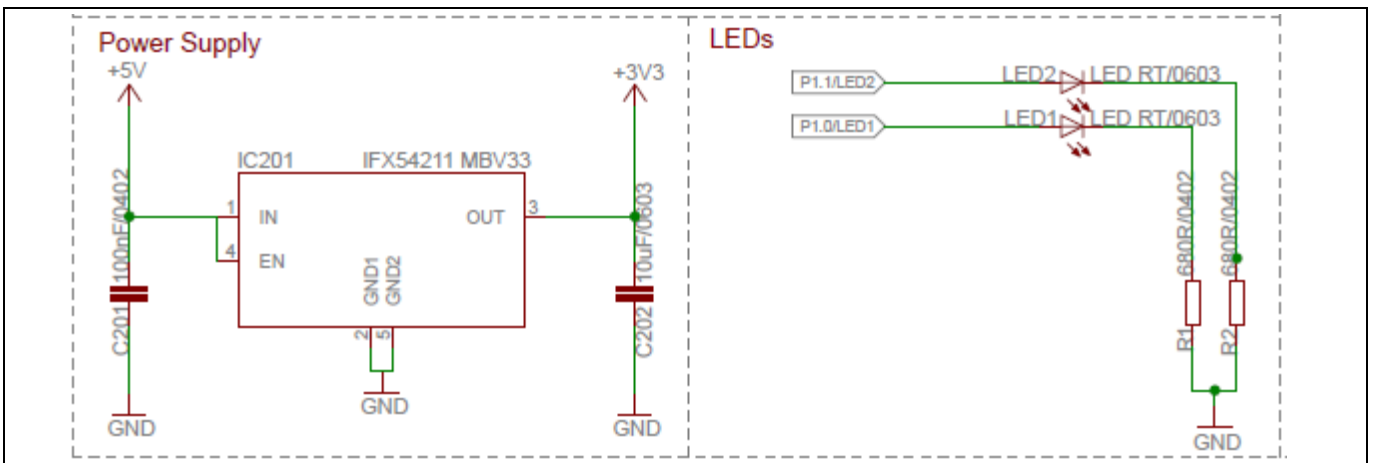 Power Supply
+5V
+3V3
IC201
IFX54211 MBV33
1
IN
OUT
3
4
EN
GND1
GND2
2
5
GND
C201
100nF/0402
GND
C202
10uF/0603
GND
LEDs
P1.1/LED2
LED2
LED RT/0603
P1.0/LED1
LED1
LED RT/0603
R1
680R/0402
R2
680R/0402
GND